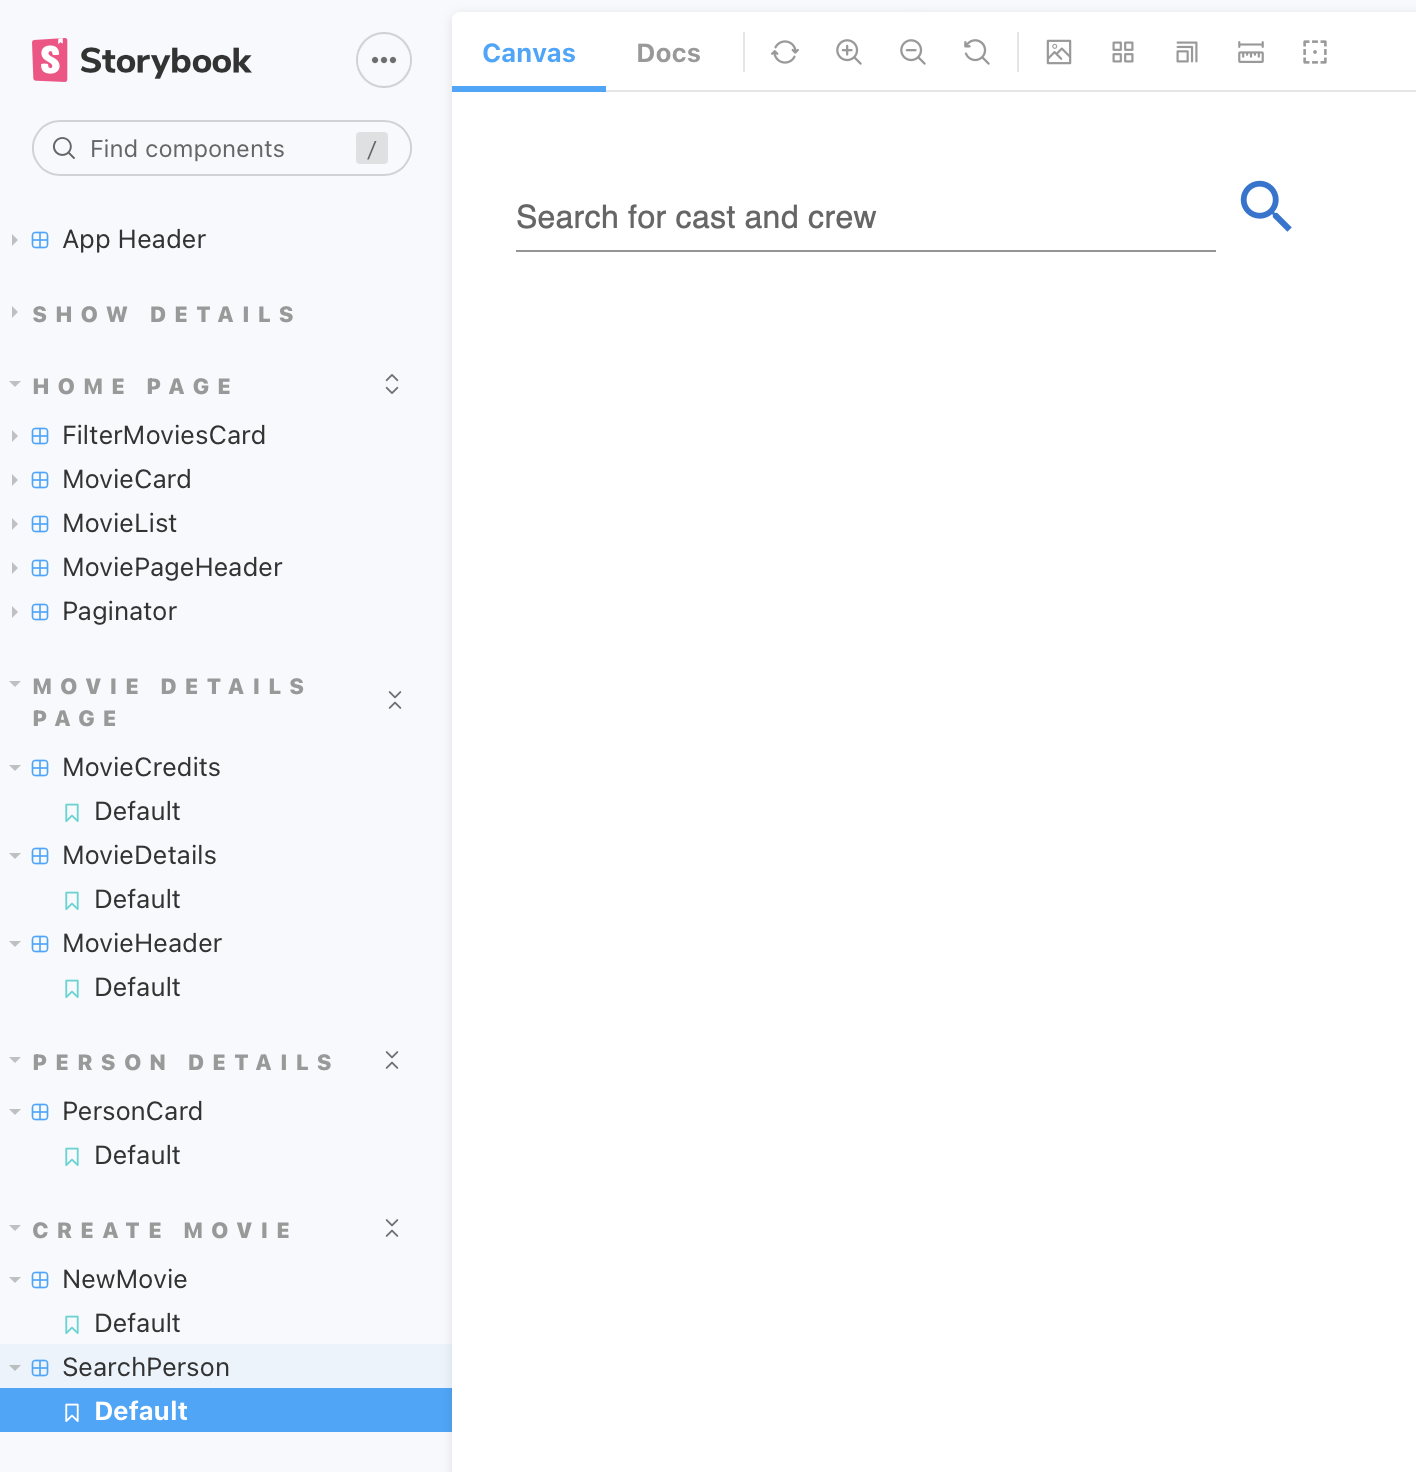 Storybook
Find components
/
App Header
SHOW DETAILS
HOME PAGE
FilterMoviesCard
MovieCard
MovieList
MoviePageHeader
Paginator
MOVIE DETAILS
PAGE
MovieCredits
Default
MovieDetails
Default
MovieHeader
Default
PERSON DETAILS
PersonCard
Default
CREATE MOVIE
NewMovie
Default
SearchPerson
Default
Canvas
Docs
Search for cast and crew